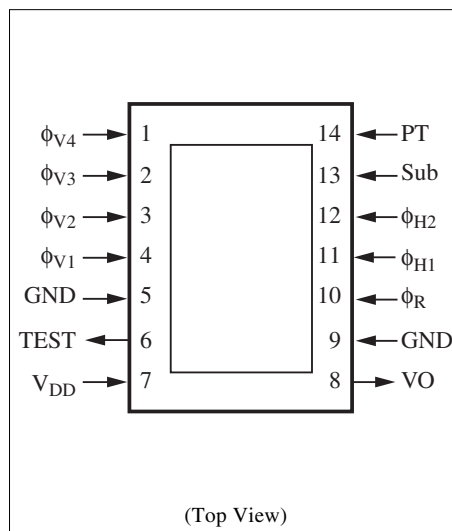 ϕV4 1 14 PT
ϕV3 2 13 Sub
ϕV2 3 12 ϕH2
ϕV1 4 11 ϕH1
GND 5 10 ϕR
TEST 6 9 GND
VDD 7 8 VO
(Top View)